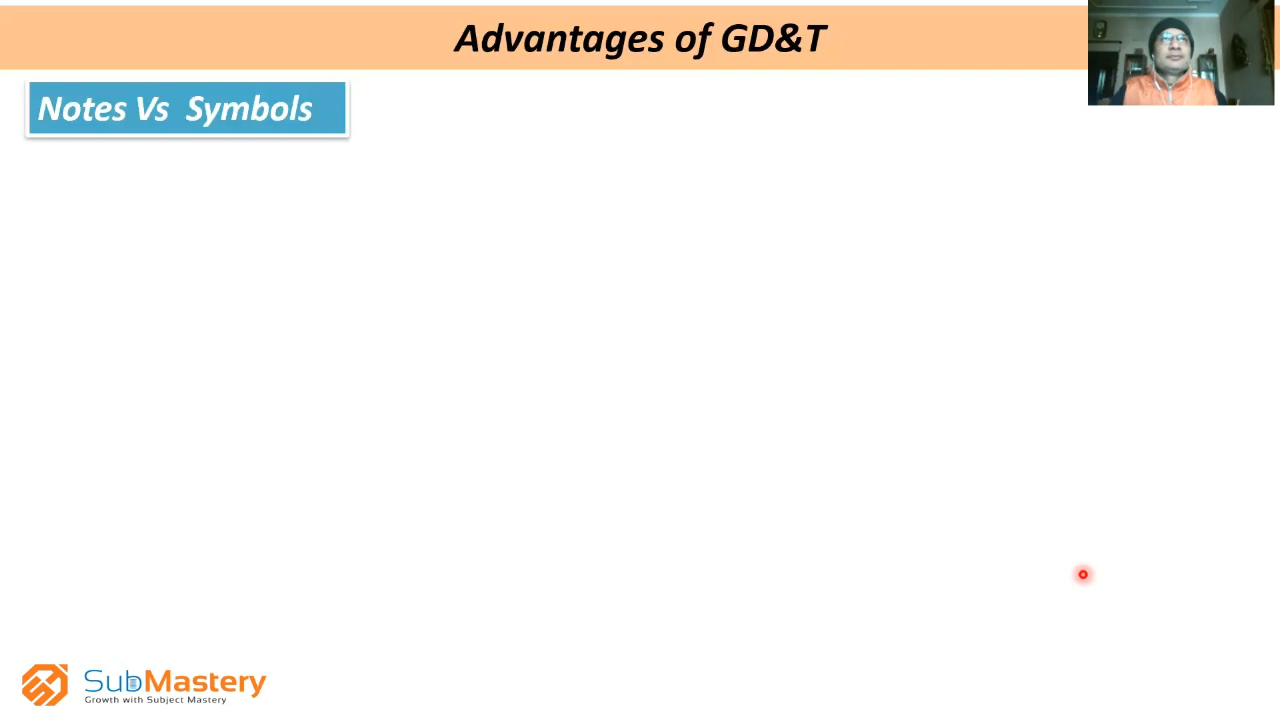 Advantages of GD&T
Notes Vs Symbols
SubMastery
Growth with Subject Mastery